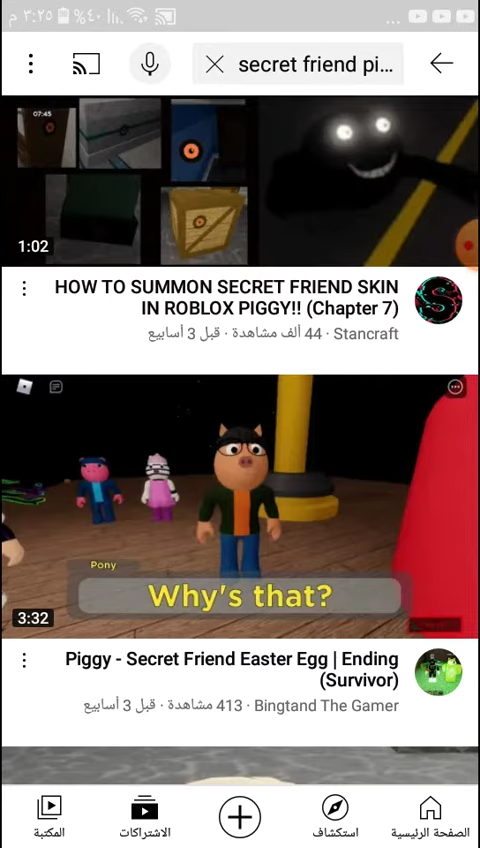 م ٣:٢٥ %٤٠
secret friend pi...
07:45
1:02
HOW TO SUMMON SECRET FRIEND SKIN
IN ROBLOX PIGGY!! (Chapter 7)
Stancraft · 44 ألف مشاهدة · قبل 3 أسابيع
Pony
Why's that?
3:32
Piggy - Secret Friend Easter Egg | Ending
(Survivor)
Bingtand The Gamer · 413 مشاهدة · قبل 3 أسابيع
الصفحة الرئيسية
استكشاف
الاشتراكات
المكتبة